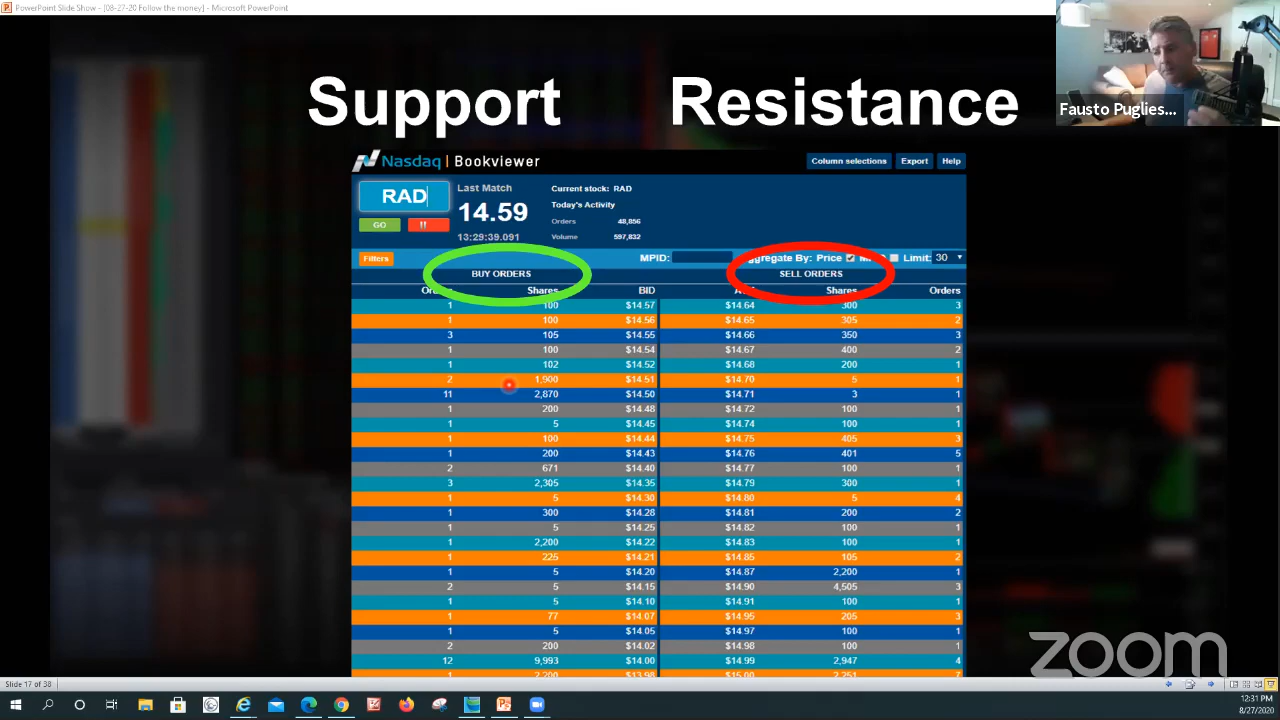 PowerPoint Slide Show - [08-27-20 Follow the money] - Microsoft PowerPoint
Support Resistance
Fausto Puglies...
Nasdaq | Bookviewer
Column selections Export Help
RAD
Last Match
14.59
13:29:39.091
GO !!
Current stock: RAD
Today's Activity
Orders 48,856
Volume 597,832
Filters MPID: Aggregate By: Price Limit: 30
BUY ORDERS SELL ORDERS
Shares BID Shares Orders
1 100 $14.57 $14.64 300 3
1 100 $14.56 $14.65 305 2
3 105 $14.55 $14.66 350 3
1 100 $14.54 $14.67 400 2
1 102 $14.52 $14.68 200 1
2 1,900 $14.51 $14.70 5 1
11 2,870 $14.50 $14.71 3 1
1 200 $14.48 $14.72 100 1
1 5 $14.45 $14.74 100 1
1 100 $14.44 $14.75 405 3
1 200 $14.43 $14.76 401 5
2 671 $14.40 $14.77 100 1
3 2,305 $14.35 $14.79 300 1
1 5 $14.30 $14.80 5 4
1 300 $14.28 $14.81 200 2
1 5 $14.25 $14.82 100 1
1 2,200 $14.22 $14.83 100 1
1 225 $14.21 $14.85 105 2
1 5 $14.20 $14.87 2,200 1
2 5 $14.15 $14.90 4,505 3
1 5 $14.10 $14.91 100 1
1 77 $14.07 $14.95 205 3
1 5 $14.05 $14.97 100 1
2 200 $14.02 $14.98 100 1
12 9,993 $14.00 $14.99 2,947 4
1 2,200 $13.98 $15.00 2,251 7
zoom
Slide 17 of 38
12:31 PM
8/27/2020